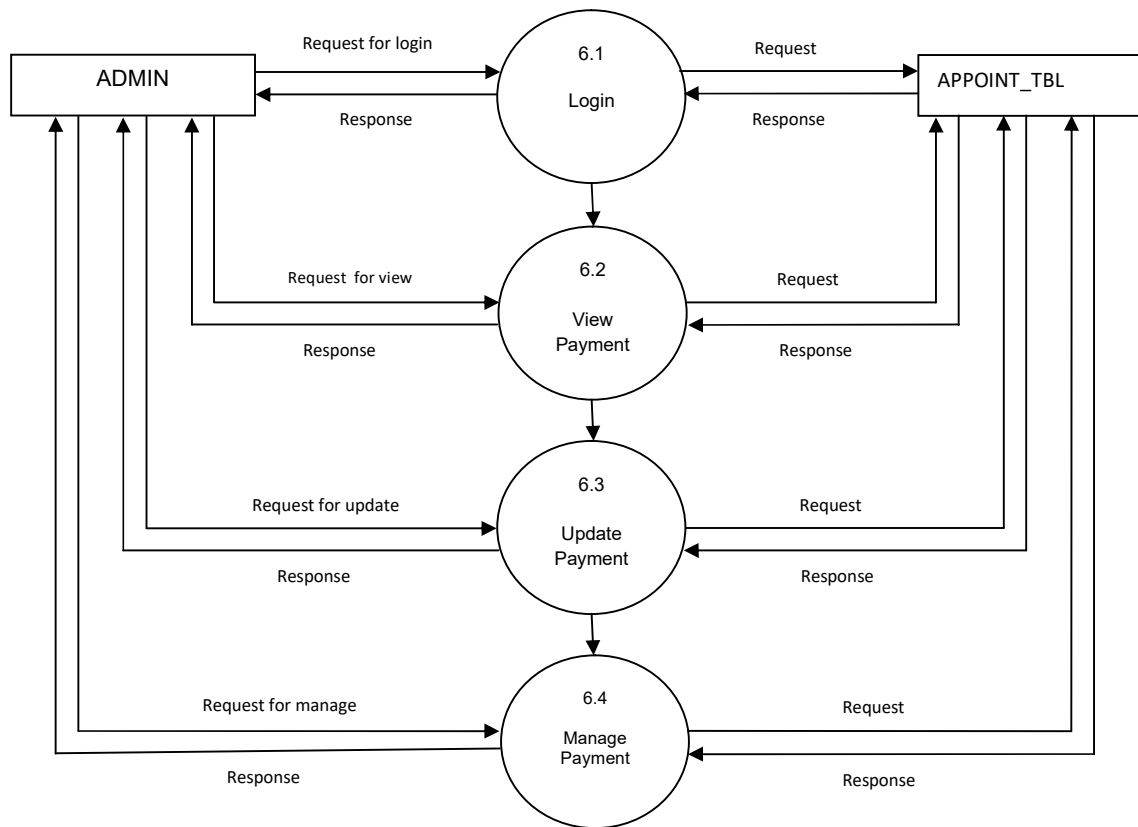 Request for login
6.1
Request
ADMIN
Login
APPOINT_TBL
Response
Response
Request  for view
6.2
Request
View
Payment
Response
Response
Request for update
6.3
Request
Update
Payment
Response
Response
Request for manage
6.4
Request
Manage
Payment
Response
Response